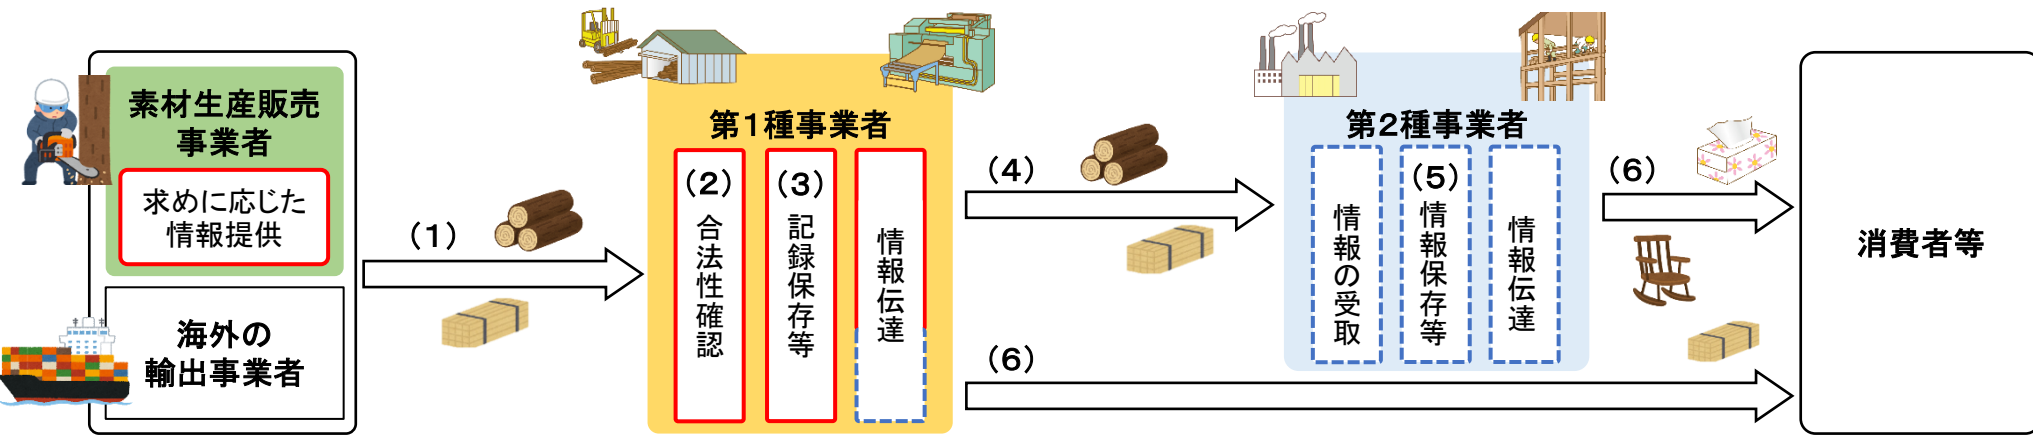 素材生産販売
事業者
求めに応じた
情報提供
海外の
輸出事業者
（1）
第１種事業者
（2）
合法性確認
（3）
記録保存等
情報伝達
（4）
（6）
第２種事業者
情報の受取
（5）
情報保存等
情報伝達
（6）
消費者等